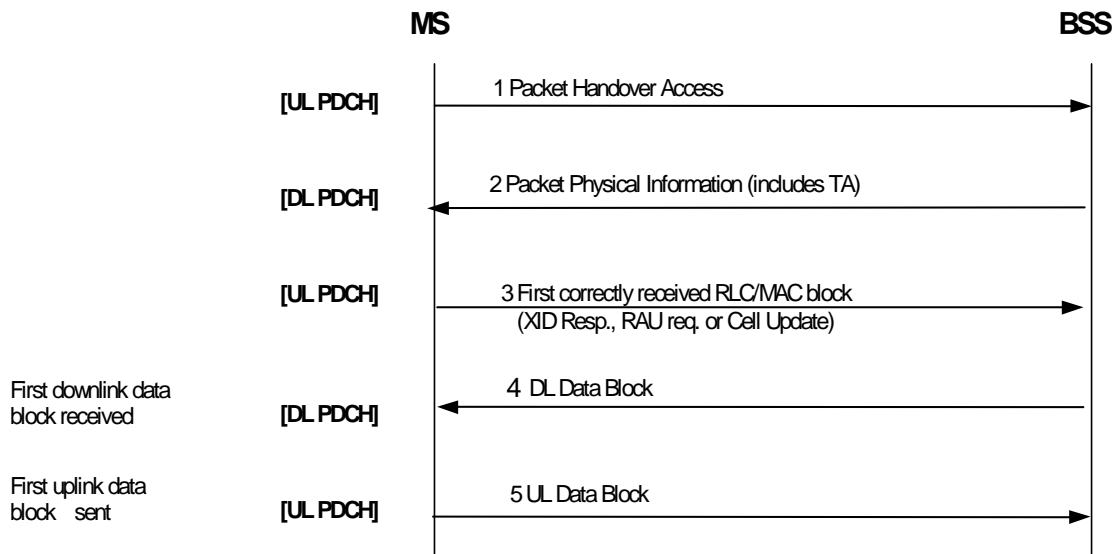 MS BSS
[UL PDCH] 1 Packet Handover Access
[DL PDCH] 2 Packet Physical Information (includes TA)
[UL PDCH] 3 First correctly received RLC/MAC block
(XID Resp., RAU req. or Cell Update)
First downlink data
block received
[DL PDCH] 4 DL Data Block
First uplink data
block sent
[UL PDCH] 5 UL Data Block